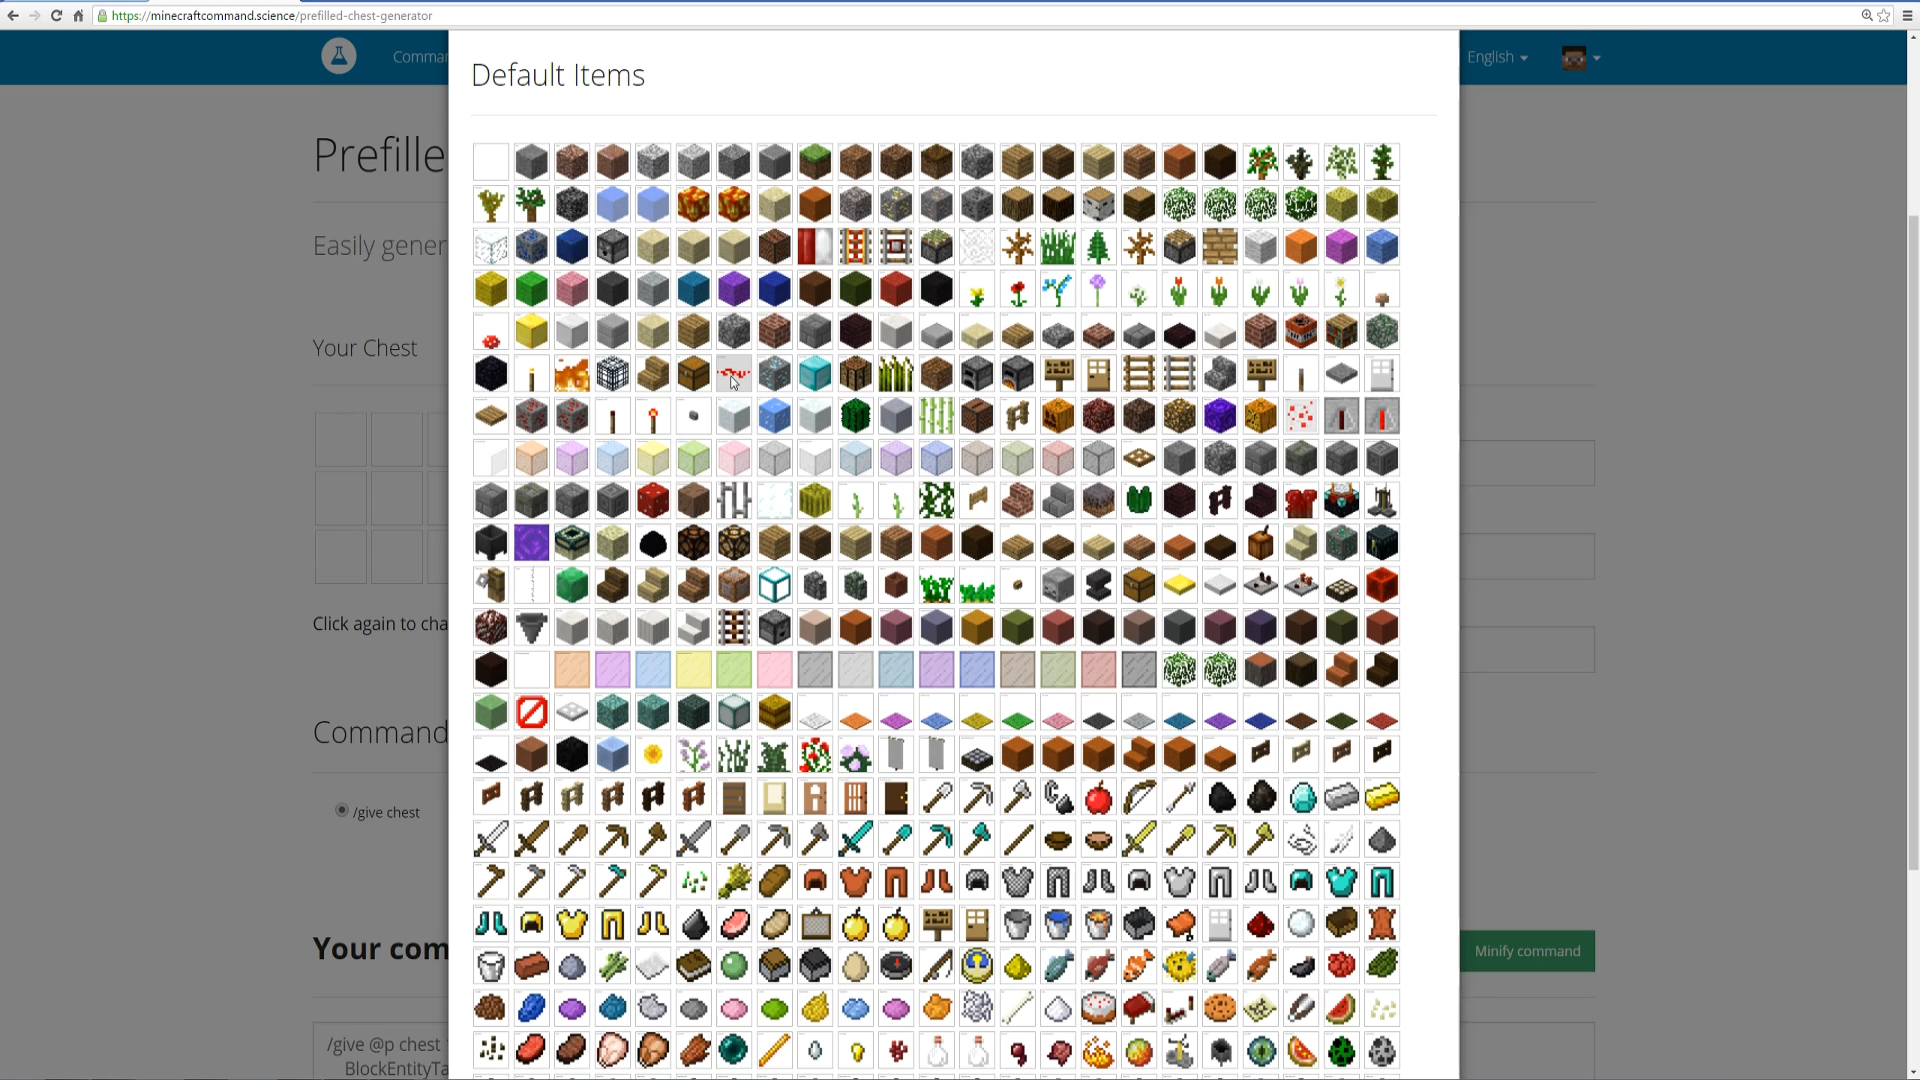 https://minecraftcommand.science/prefilled-chest-generator
Comma
English
Default Items
Prefille
Easily gener
Your Chest
Click again to cha
Command
/give chest
Your com
Minify command
/give @p chest
BlockEntityTa